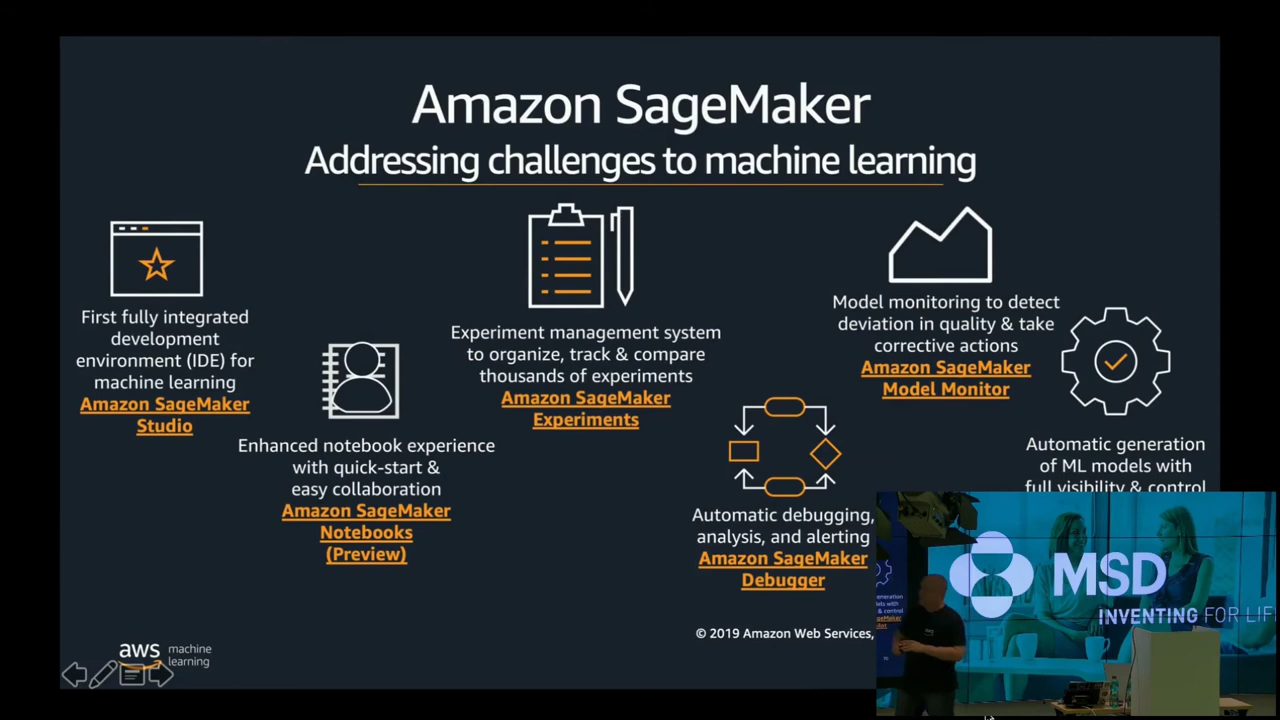 Amazon SageMaker
Addressing challenges to machine learning
First fully integrated
development
environment (IDE) for
machine learning
Amazon SageMaker
Studio
Enhanced notebook experience
with quick-start &
easy collaboration
Amazon SageMaker
Notebooks
(Preview)
Experiment management system
to organize, track & compare
thousands of experiments
Amazon SageMaker
Experiments
Automatic debugging,
analysis, and alerting
Amazon SageMaker
Debugger
Model monitoring to detect
deviation in quality & take
corrective actions
Amazon SageMaker
Model Monitor
Automatic generation
of ML models with
full visibility & control
© 2019 Amazon Web Services,
aws machine
learning
MSD
INVENTING FOR LIF